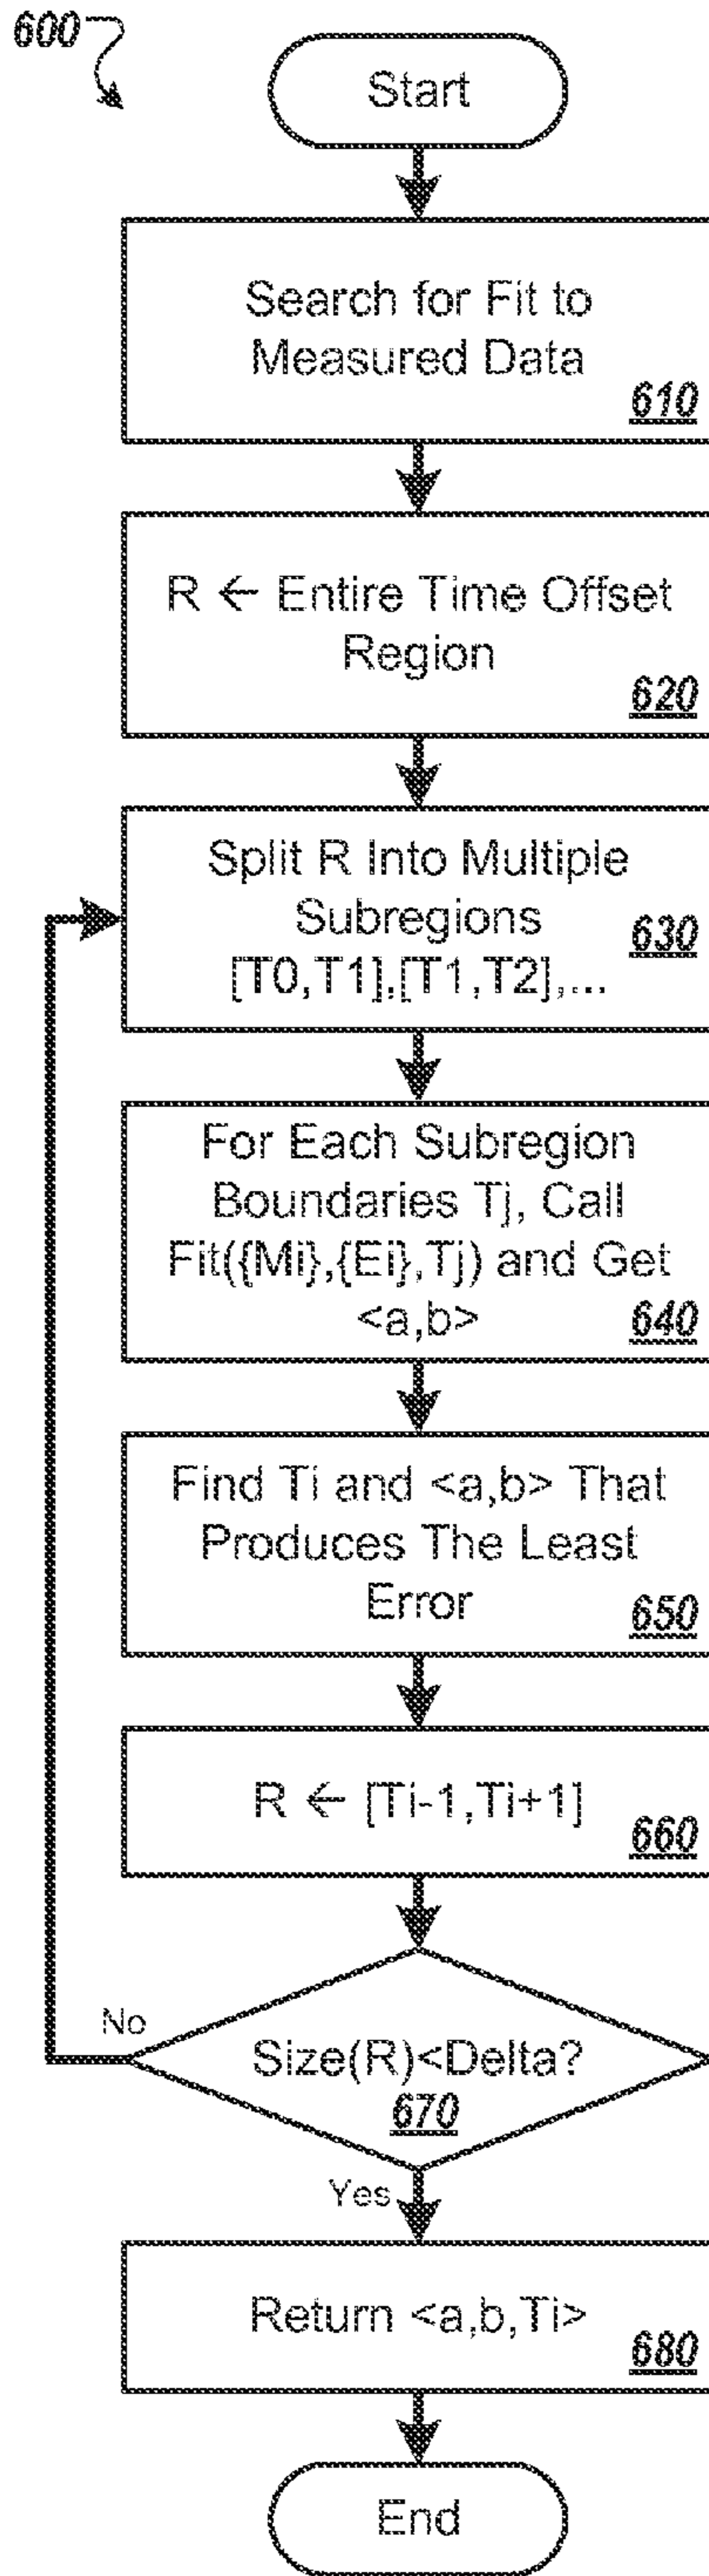 600
Start
Search for Fit to
Measured Data
610
R ← Entire Time Offset
Region
620
Split R Into Multiple
Subregions
[T0,T1],[T1,T2],...
630
For Each Subregion
Boundaries Tj, Call
Fit({Mi},{Ei},Tj) and Get
<a,b>
640
Find Ti and <a,b> That
Produces The Least
Error
650
R ← [Ti-1,Ti+1]
660
No
Size(R)<Delta?
670
Yes
Return <a,b,Ti>
680
End